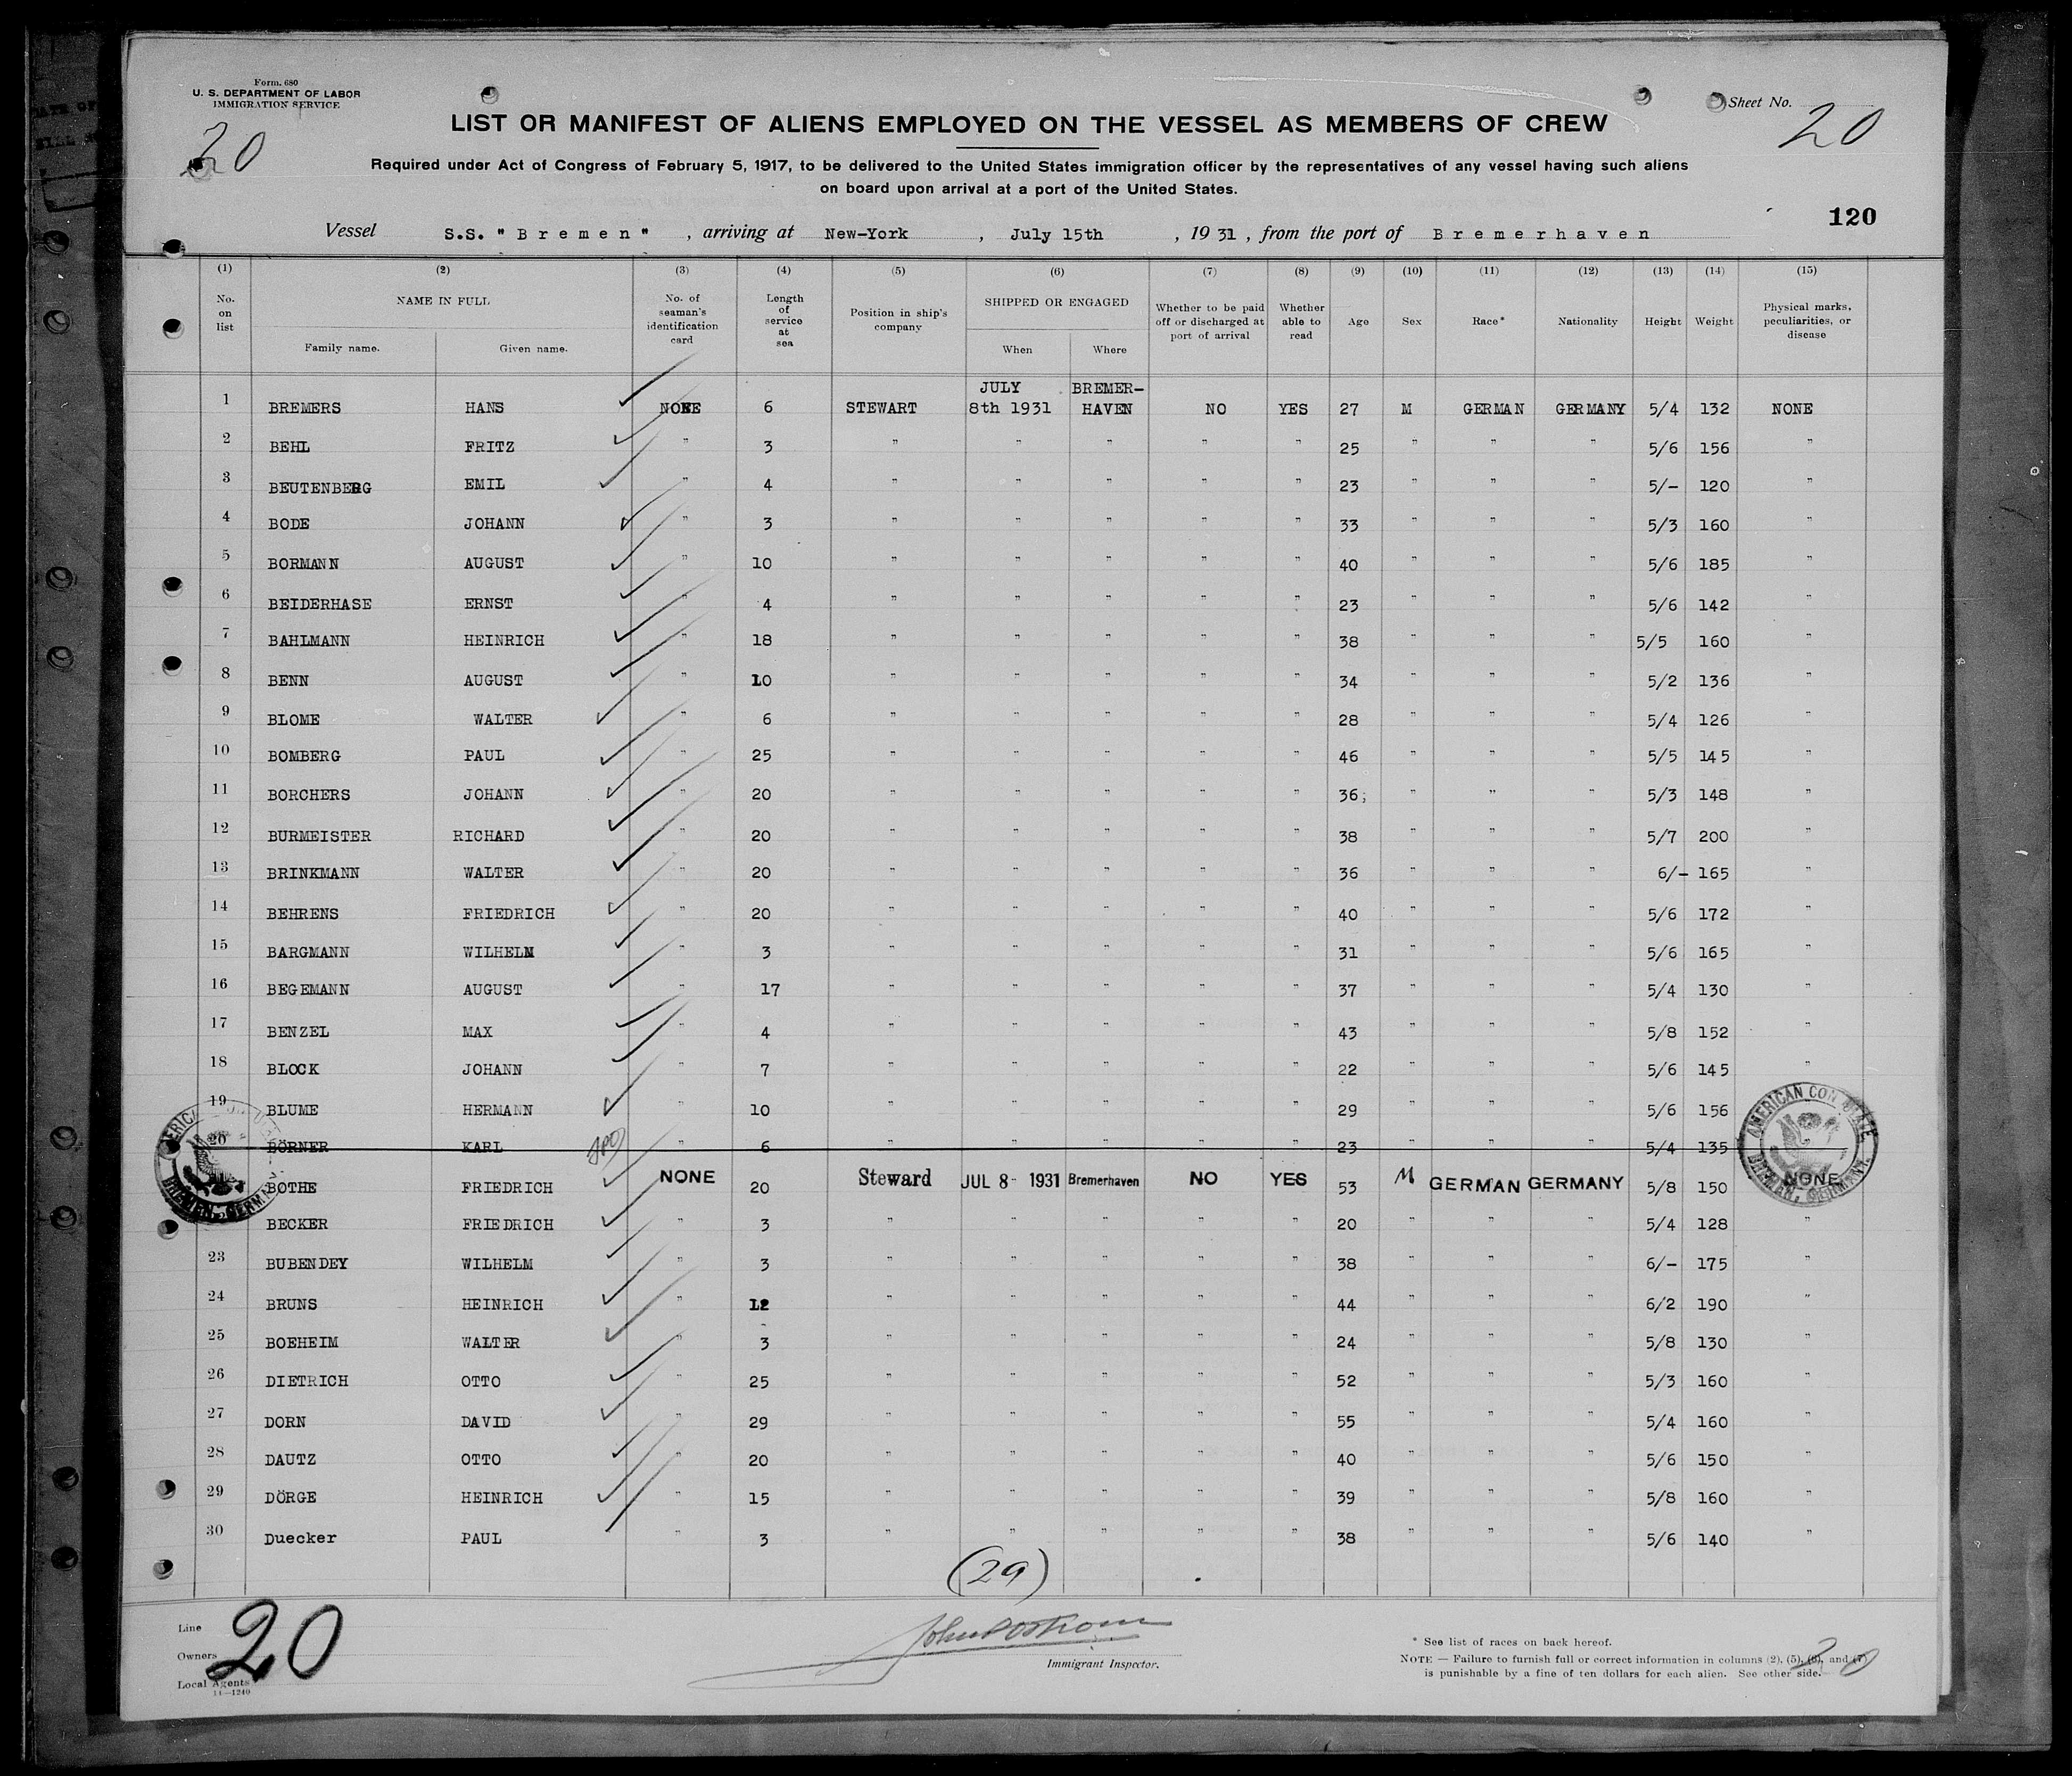 Form. 680
U. S. DEPARTMENT OF LABOR
IMMIGRATION SERVICE
Sheet No. 20
20
LIST OR MANIFEST OF ALIENS EMPLOYED ON THE VESSEL AS MEMBERS OF CREW
Required under Act of Congress of February 5, 1917, to be delivered to the United States immigration officer by the representatives of any vessel having such aliens
on board upon arrival at a port of the United States.
120
Vessel S.S. "Bremen", arriving at New-York, July 15th, 1931, from the port of Bremerhaven
(1) (2) (3) (4) (5) (6) (7) (8) (9) (10) (11) (12) (13) (14) (15)
No. on list NAME IN FULL Family name. Given name. No. of seaman's identification card Length of service at sea Position in ship's company SHIPPED OR ENGAGED When Where Whether to be paid off or discharged at port of arrival Whether able to read Age Sex Race* Nationality Height Weight Physical marks, peculiarities, or disease
1 BREMERS HANS NONE 6 STEWART JULY 8th 1931 BREMER-HAVEN NO YES 27 M GERMAN GERMANY 5/4 132 NONE
2 BEHL FRITZ " 3 " " " " " 25 " " " 5/6 156 "
3 BEUTENBERG EMIL " 4 " " " " " 23 " " " 5/- 120 "
4 BODE JOHANN " 3 " " " " " 33 " " " 5/3 160 "
5 BORMANN AUGUST " 10 " " " " " 40 " " " 5/6 185 "
6 BEIDERHASE ERNST " 4 " " " " " 23 " " " 5/6 142 "
7 BAHLMANN HEINRICH " 18 " " " " " 38 " " " 5/5 160 "
8 BENN AUGUST " 10 " " " " " 34 " " " 5/2 136 "
9 BLOME WALTER " 6 " " " " " 28 " " " 5/4 126 "
10 BOMBERG PAUL " 25 " " " " " 46 " " " 5/5 145 "
11 BORCHERS JOHANN " 20 " " " " " 36; " " " 5/3 148 "
12 BURMEISTER RICHARD " 20 " " " " " 38 " " " 5/7 200 "
13 BRINKMANN WALTER " 20 " " " " " 36 " " " 6/- 165 "
14 BEHRENS FRIEDRICH " 20 " " " " " 40 " " " 5/6 172 "
15 BARGMANN WILHELM " 3 " " " " " 31 " " " 5/6 165 "
16 BEGEMANN AUGUST " 17 " " " " " 37 " " " 5/4 130 "
17 BENZEL MAX " 4 " " " " " 43 " " " 5/8 152 "
18 BLOCK JOHANN " 7 " " " " " 22 " " " 5/6 145 "
19 BLUME HERMANN " 10 " " " " " 29 " " " 5/6 156 "
20 BÖRNER KARL " 6 " " " " " 23 " " " 5/4 135
BOTHE FRIEDRICH NONE 20 Steward JUL 8- 1931 Bremerhaven NO YES 53 M GERMAN GERMANY 5/8 150 NONE
BECKER FRIEDRICH " 3 " " " " " 20 " " " 5/4 128 "
23 BUBENDEY WILHELM " 3 " " " " " 38 " " " 6/- 175 "
24 BRUNS HEINRICH " 12 " " " " " 44 " " " 6/2 190 "
25 BOEHEIM WALTER " 3 " " " " " 24 " " " 5/8 130 "
26 DIETRICH OTTO " 25 " " " " " 52 " " " 5/3 160 "
27 DORN DAVID " 29 " " " " " 55 " " " 5/4 160 "
28 DAUTZ OTTO " 20 " " " " " 40 " " " 5/6 150 "
29 DÖRGE HEINRICH " 15 " " " " " 39 " " " 5/8 160 "
30 Duecker PAUL " 3 " " " " " 38 " " " 5/6 140 "
AMERICAN CONSULATE BREMEN, GERMANY.
(29)
Line
Owners
Local Agents
20
14—1240
Immigrant Inspector.
* See list of races on back hereof.
NOTE — Failure to furnish full or correct information in columns (2), (5), (6), and (7)
is punishable by a fine of ten dollars for each alien. See other side.
20